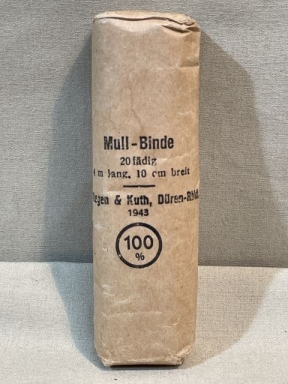 Mull-Binde
20fädig
m lang, 10 cm breit
& Kuth, Düren-Rhld
1943
100
%